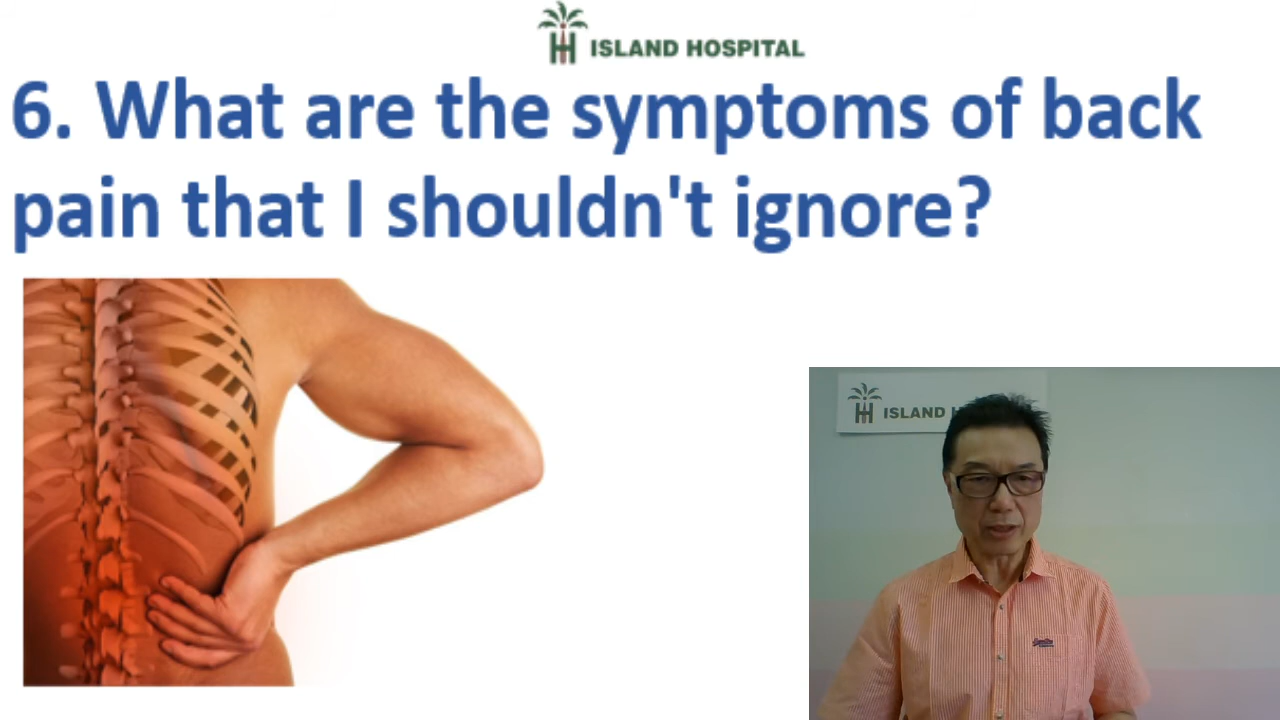 ISLAND HOSPITAL
6. What are the symptoms of back
pain that I shouldn't ignore?
ISLAND H